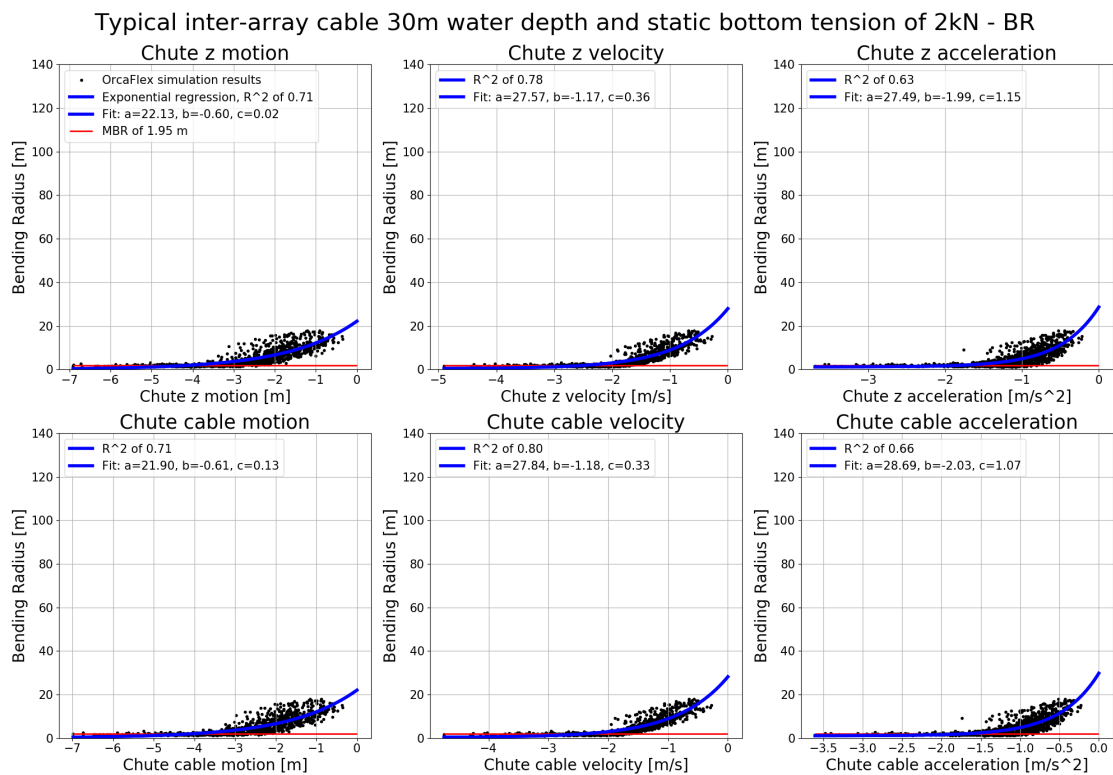 Typical inter-array cable 30m water depth and static bottom tension of 2kN - BR
Chute z motion
Bending Radius [m]
140
120
100
80
60
40
20
0
OrcaFlex simulation results
Exponential regression, R^2 of 0.71
Fit: a=22.13, b=-0.60, c=0.02
MBR of 1.95 m
−7 −6 −5 −4 −3 −2 −1 0
Chute z motion [m]
Chute z velocity
Bending Radius [m]
140
120
100
80
60
40
20
0
R^2 of 0.78
Fit: a=27.57, b=-1.17, c=0.36
−5 −4 −3 −2 −1 0
Chute z velocity [m/s]
Chute z acceleration
Bending Radius [m]
140
120
100
80
60
40
20
0
R^2 of 0.63
Fit: a=27.49, b=-1.99, c=1.15
−3 −2 −1 0
Chute z acceleration [m/s^2]
Chute cable motion
Bending Radius [m]
140
120
100
80
60
40
20
0
R^2 of 0.71
Fit: a=21.90, b=-0.61, c=0.13
−7 −6 −5 −4 −3 −2 −1 0
Chute cable motion [m]
Chute cable velocity
Bending Radius [m]
140
120
100
80
60
40
20
0
R^2 of 0.80
Fit: a=27.84, b=-1.18, c=0.33
−4 −3 −2 −1 0
Chute cable velocity [m/s]
Chute cable acceleration
Bending Radius [m]
140
120
100
80
60
40
20
0
R^2 of 0.66
Fit: a=28.69, b=-2.03, c=1.07
−3.5 −3.0 −2.5 −2.0 −1.5 −1.0 −0.5 0.0
Chute cable acceleration [m/s^2]